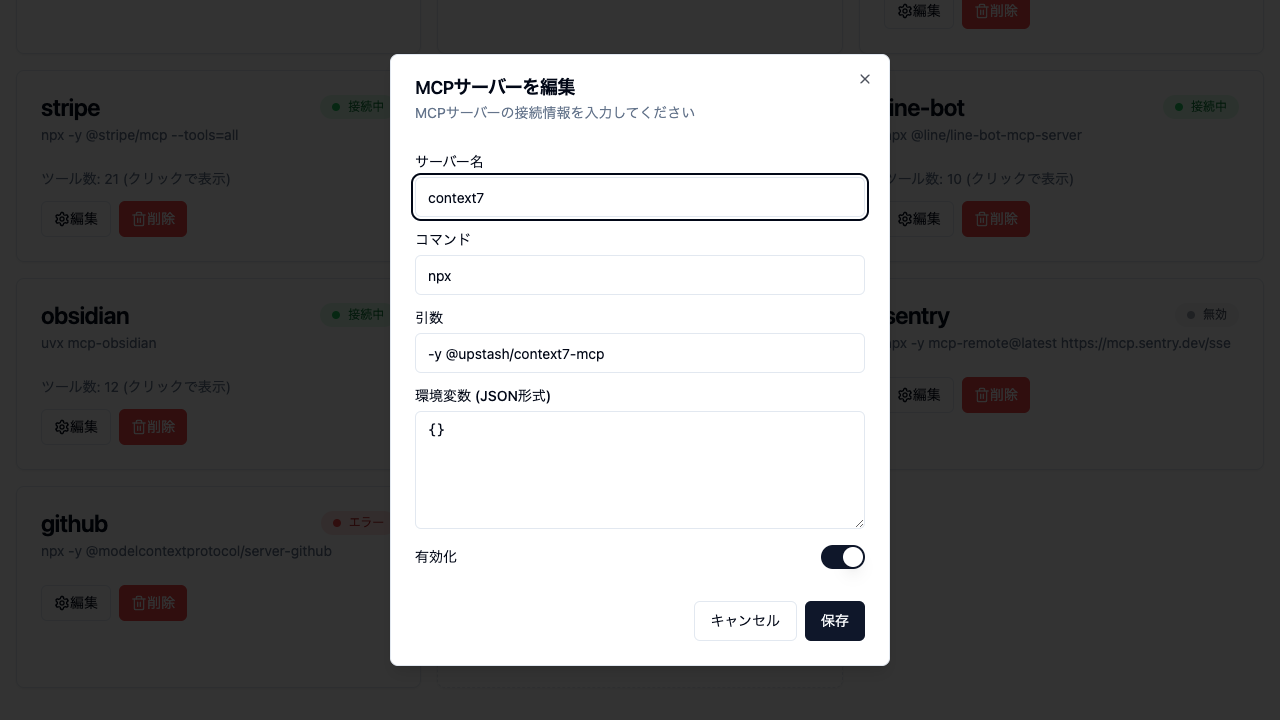 編集
削除
stripe
接続中
npx -y @stripe/mcp --tools=all
ツール数: 21 (クリックで表示)
編集
削除
obsidian
接続中
uvx mcp-obsidian
ツール数: 12 (クリックで表示)
編集
削除
github
エラー
npx -y @modelcontextprotocol/server-github
編集
削除
MCPサーバーを編集
MCPサーバーの接続情報を入力してください
サーバー名
context7
コマンド
npx
引数
-y @upstash/context7-mcp
環境変数 (JSON形式)
{}
有効化
キャンセル
保存
ine-bot
接続中
npx @line/line-bot-mcp-server
ツール数: 10 (クリックで表示)
編集
削除
sentry
無効
npx -y mcp-remote@latest https://mcp.sentry.dev/sse
編集
削除